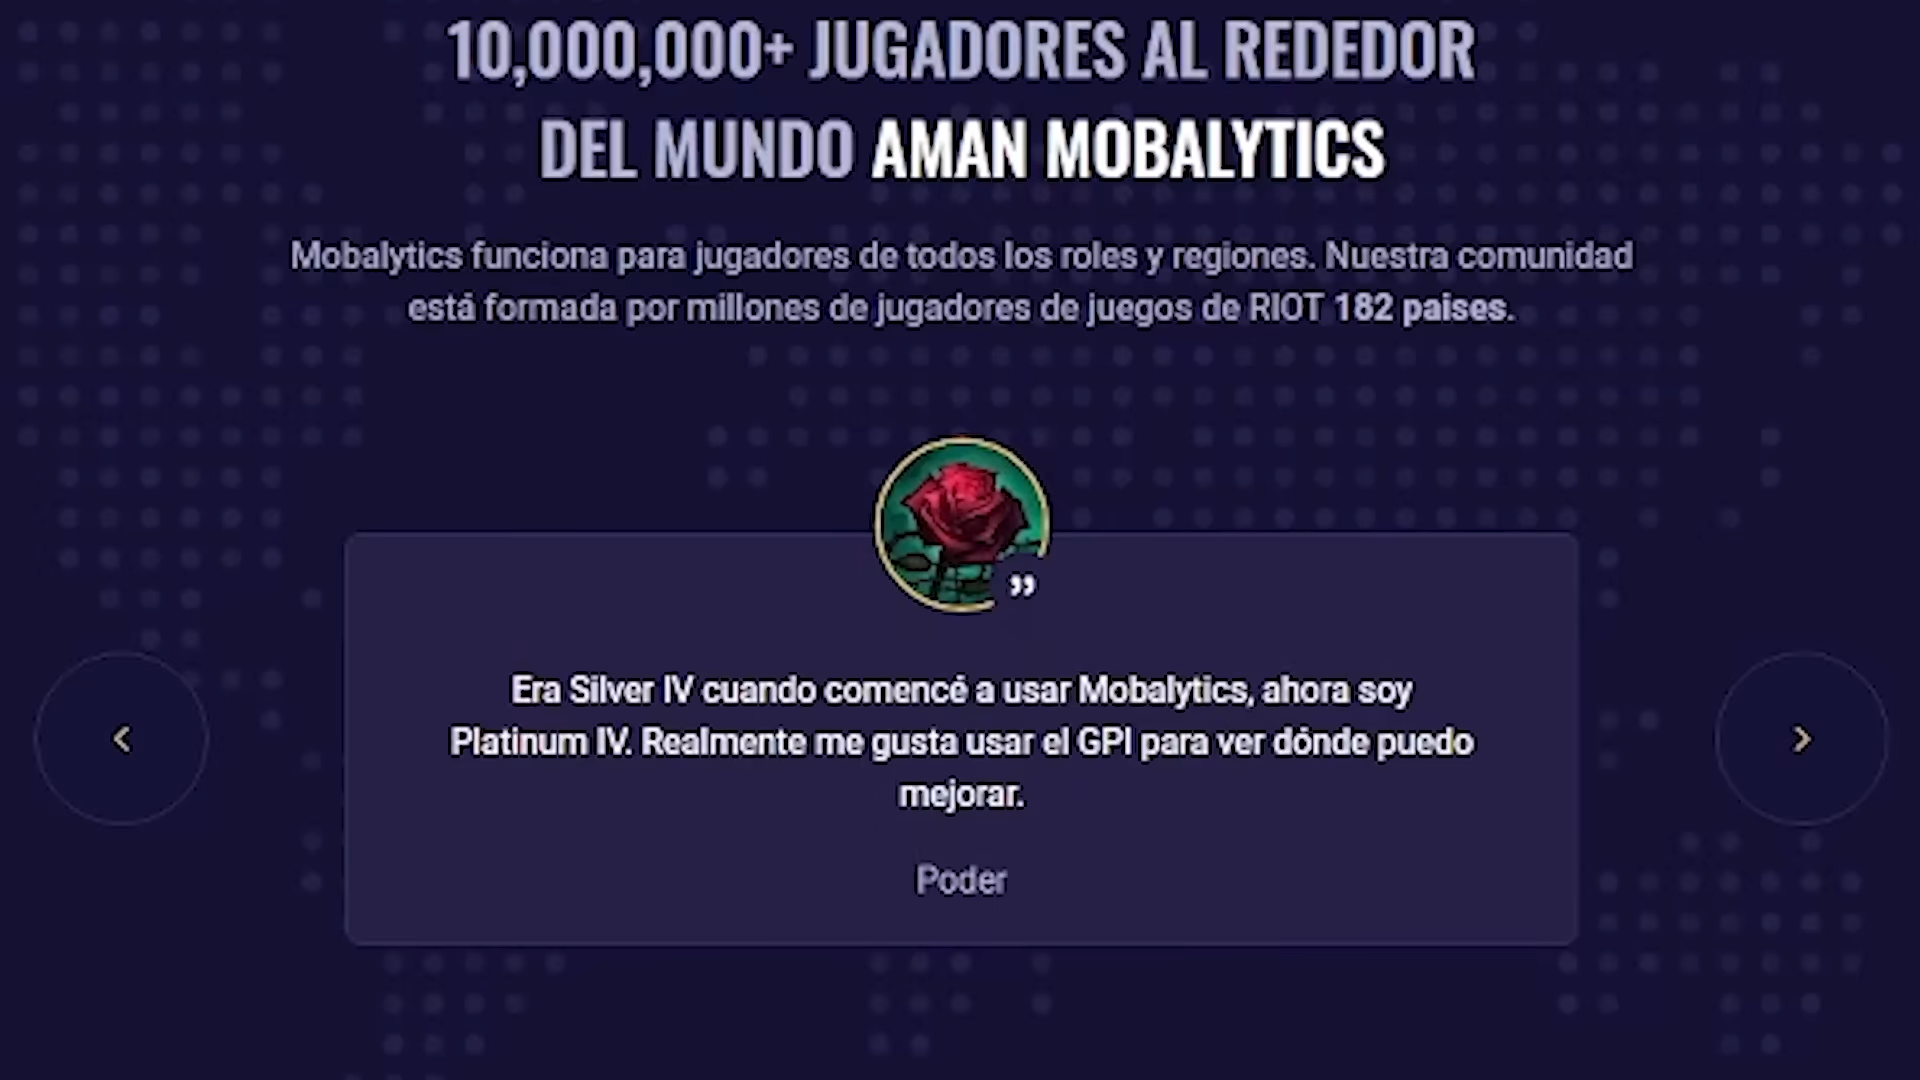 10,000,000+ JUGADORES AL REDEDOR
DEL MUNDO AMAN MOBALYTICS
Mobalytics funciona para jugadores de todos los roles y regiones. Nuestra comunidad
está formada por millones de jugadores de juegos de RIOT 182 paises.
”
Era Silver IV cuando comencé a usar Mobalytics, ahora soy
Platinum IV. Realmente me gusta usar el GPI para ver dónde puedo
mejorar.
Poder